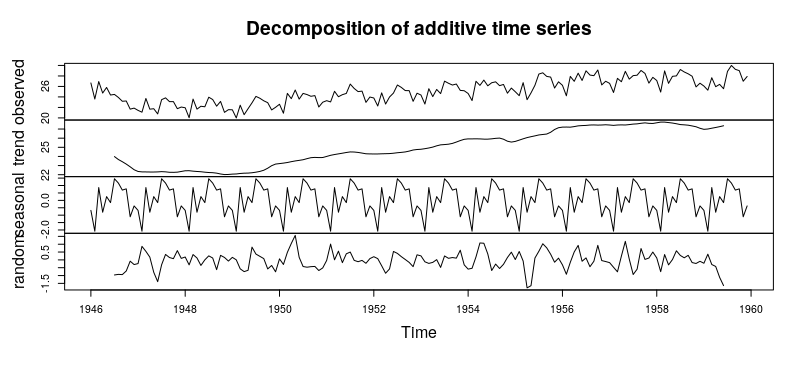 Decomposition of additive time series
observed
20 26
trend
22 25
seasonal
-2.0 0.0
random
-1.5 0.5
1946 1948 1950 1952 1954 1956 1958 1960
Time